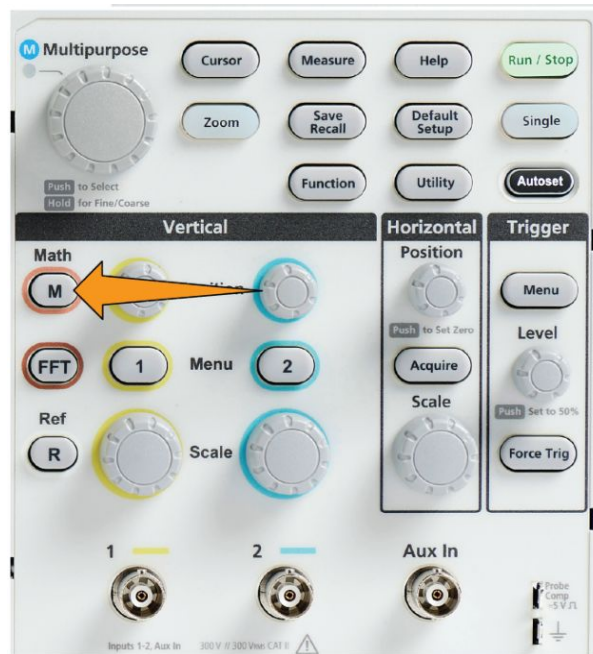 M Multipurpose
Cursor
Measure
Help
Run / Stop
Zoom
Save
Recall
Default
Setup
Single
Push to Select
Hold for Fine/Coarse
Function
Utility
Autoset
Vertical
Horizontal
Trigger
Math
M
Position
Push to Set Zero
Menu
FFT
1
Menu
2
Acquire
Level
Push Set to 50%
Ref
R
Scale
Scale
Force Trig
1
2
Aux In
Probe
Comp
~5 V
Inputs 1-2, Aux In
300 V
CAT II